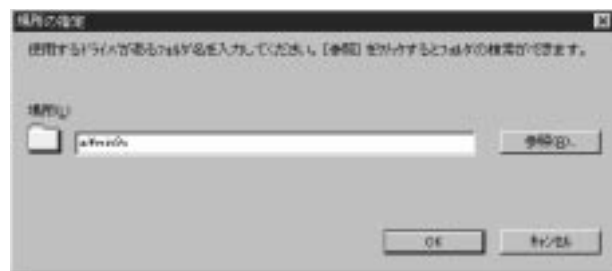 場所の指定
使用するドライバがあるフォルダ名を入力してください。[参照] をクリックするとフォルダの検索ができます。
場所(L)
参照(B)...
OK
キャンセル